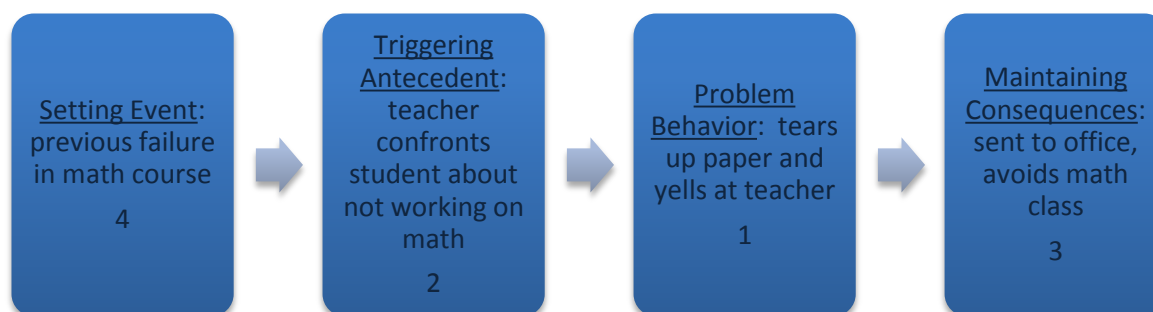 Setting Event:
previous failure
in math course
4
Triggering
Antecedent:
teacher
confronts
student about
not working on
math
2
Problem
Behavior: tears
up paper and
yells at teacher
1
Maintaining
Consequences:
sent to office,
avoids math
class
3